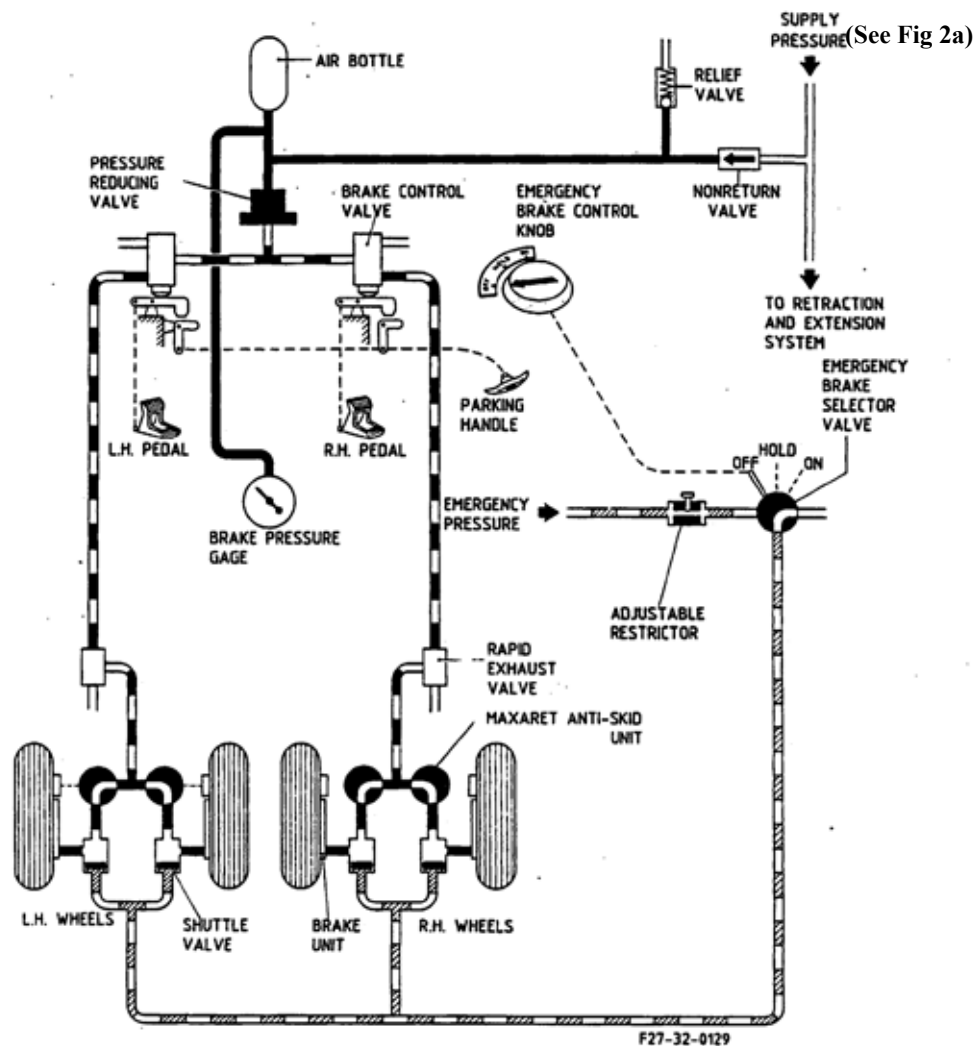 SUPPLY
PRESSURE (See Fig 2a)
AIR BOTTLE
RELIEF
VALVE
PRESSURE
REDUCING
VALVE
BRAKE CONTROL
VALVE
EMERGENCY
BRAKE CONTROL
KNOB
NONRETURN
VALVE
TO RETRACTION
AND EXTENSION
SYSTEM
EMERGENCY
BRAKE
SELECTOR
VALVE
PARKING
HANDLE
L.H. PEDAL
R.H. PEDAL
OFF
HOLD
ON
EMERGENCY
PRESSURE
BRAKE PRESSURE
GAGE
ADJUSTABLE
RESTRICTOR
RAPID
EXHAUST
VALVE
MAXARET ANTI-SKID
UNIT
L.H. WHEELS
SHUTTLE
VALVE
BRAKE
UNIT
R.H. WHEELS
F27-32-0129